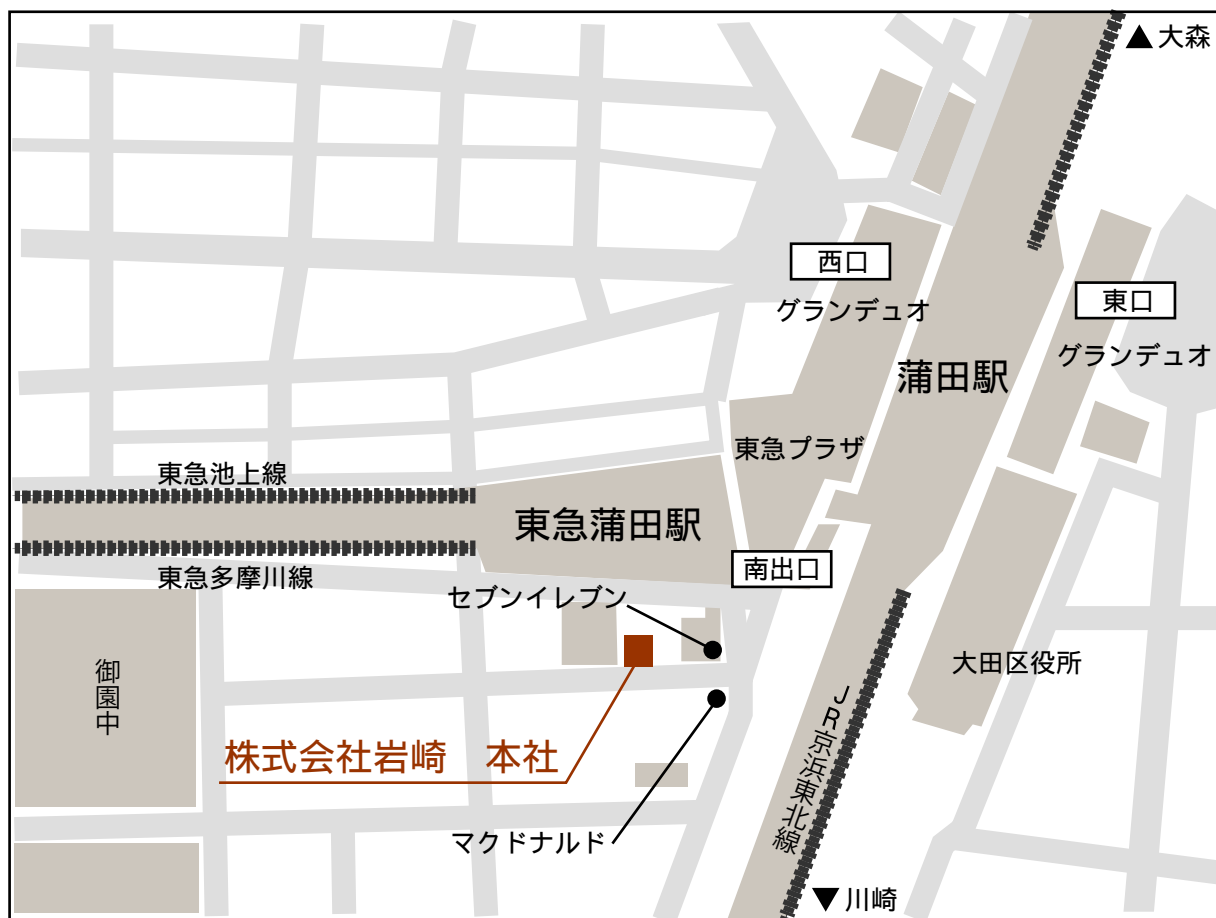 ▲大森
西口
グランデュオ
東口
グランデュオ
蒲田駅
東急プラザ
東急池上線
東急蒲田駅
南出口
東急多摩川線
セブンイレブン
御園中
大田区役所
JR京浜東北線
株式会社岩崎　本社
マクドナルド
▼川崎